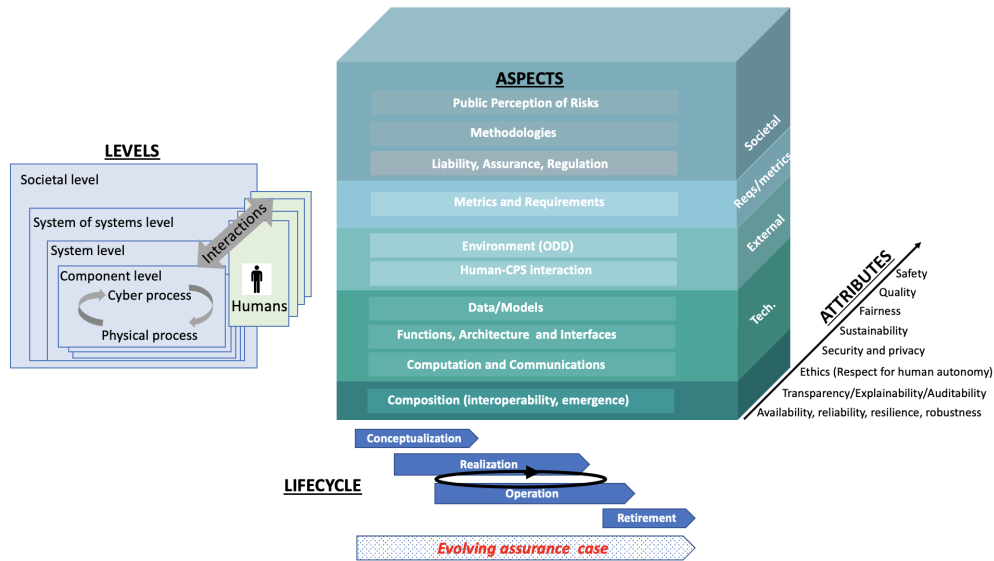 LEVELS
Societal level
System of systems level
System level
Component level
Cyber process
Physical process
Interactions
Humans
ASPECTS
Public Perception of Risks
Methodologies
Liability, Assurance, Regulation
Metrics and Requirements
Environment (ODD)
Human-CPS interaction
Data/Models
Functions, Architecture and Interfaces
Computation and Communications
Composition (interoperability, emergence)
Societal
Reqs/metrics
External
Tech.
ATTRIBUTES
Safety
Quality
Fairness
Sustainability
Security and privacy
Ethics (Respect for human autonomy)
Transparency/Explainability/Auditability
Availability, reliability, resilience, robustness
LIFECYCLE
Conceptualization
Realization
Operation
Retirement
Evolving assurance case